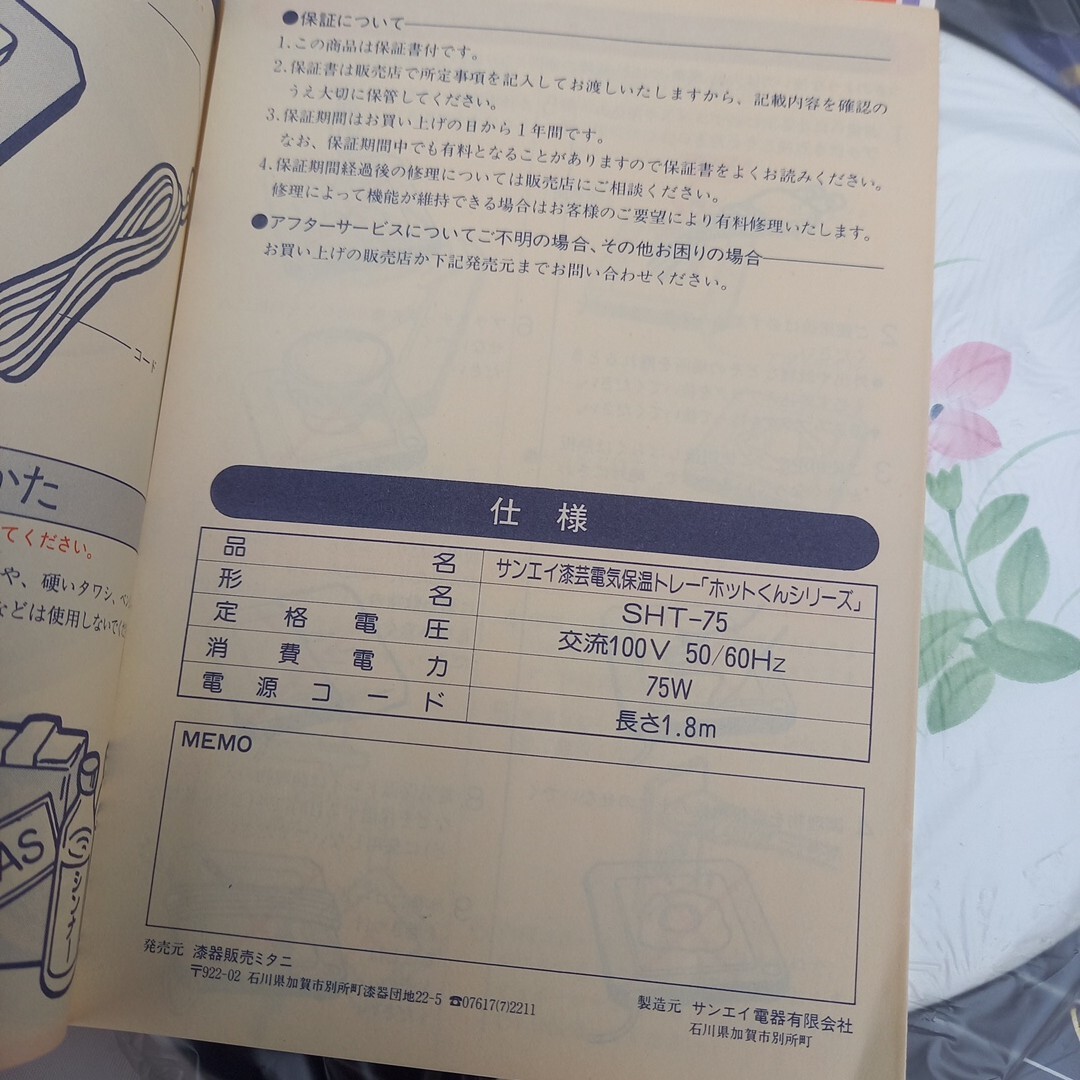 コード
かた
てください。
や、硬いタワシ、ベン
などは使用しないでくだ
AS
シンナー
●保証について
1.この商品は保証書付です。
2.保証書は販売店で所定事項を記入してお渡しいたしますから、記載内容を確認の
うえ大切に保管してください。
3.保証期間はお買い上げの日から1年間です。
なお、保証期間中でも有料となることがありますので保証書をよくお読みください。
4.保証期間経過後の修理については販売店にご相談ください。
修理によって機能が維持できる場合はお客様のご要望により有料修理いたします。
●アフターサービスについてご不明の場合、その他お困りの場合
お買い上げの販売店か下記発売元までお問い合わせください。
仕様
品名 サンエイ漆芸電気保温トレー「ホットくんシリーズ」
形名 SHT-75
定格電圧 交流100V 50/60Hz
消費電力 75W
電源コード 長さ1.8m
MEMO
発売元 漆器販売ミタニ
〒922-02 石川県加賀市別所町漆器団地22-5 ☎07617(7)2211
製造元 サンエイ電器有限会社
石川県加賀市別所町